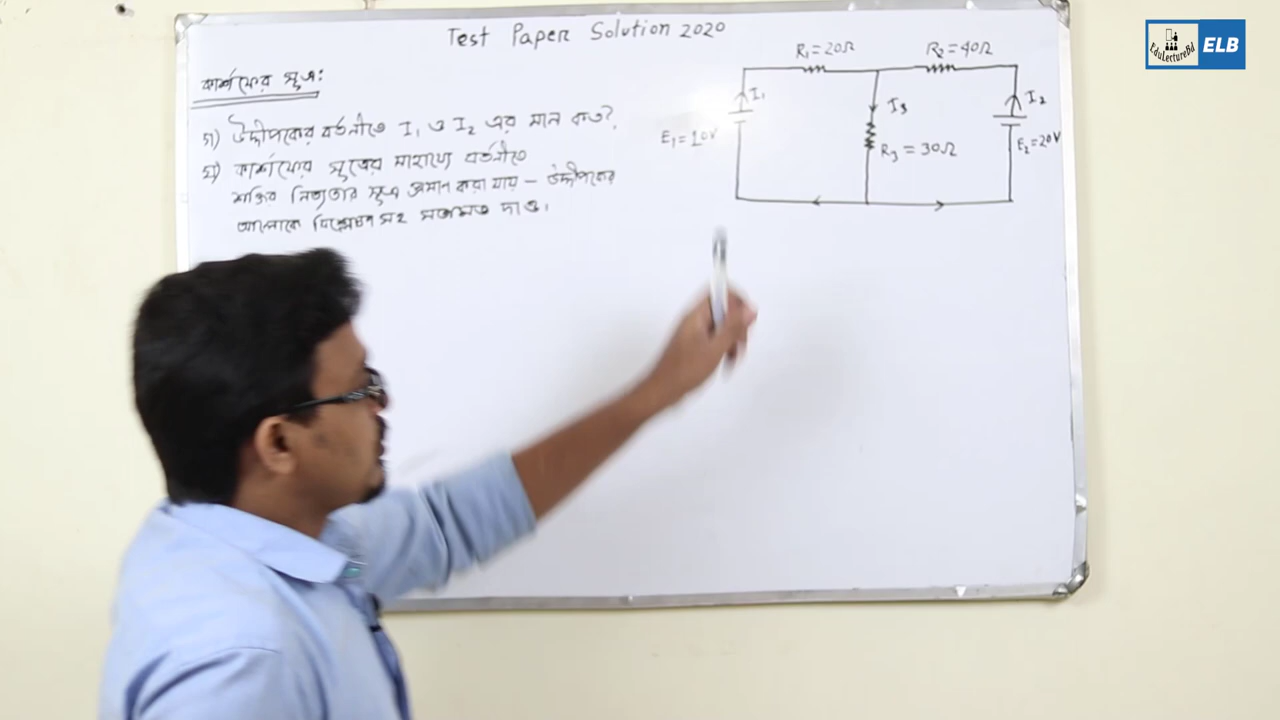 Test Paper Solution 2020
কার্শফের সূত্র:
গ) উদ্দীপকের বর্তনীতে I₁ ও I₂ এর মান কত?
ঘ) কার্শফের সূত্রের সাহায্যে বর্তনীতে
শক্তির নিত্যতার সূত্র প্রমাণ করা যায় – উদ্দীপকের
আলোকে বিশ্লেষণ সহ মতামত দাও।
R₁ = 20Ω
R₂ = 40Ω
I₁
I₃
I₂
E₁ = 10V
R₃ = 30Ω
E₂ = 20V
EduLectureBd
ELB